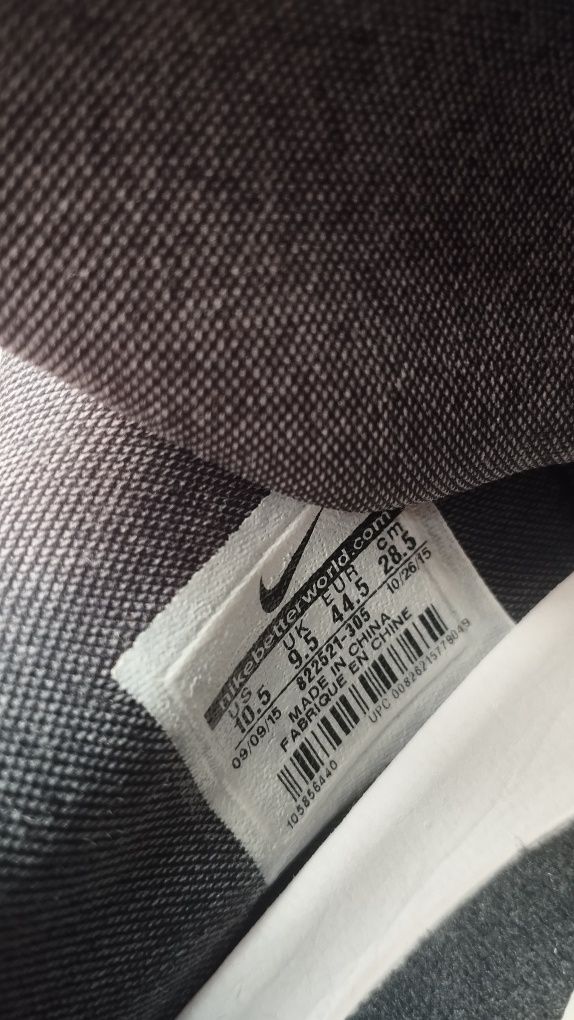 nikebetterworld.com
US UK EUR cm
10.5 9.5 44.5 28.5
09/09/15 822521-305 10/26/15
MADE IN CHINA
FABRIQUE EN CHINE
105856440 UPC 00826215779049